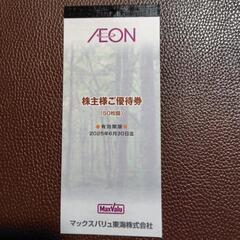 ÆON
株主様ご優待券
(50枚綴)
●有効期限●
2025年6月30日迄
MaxValu
マックスバリュ東海株式会社